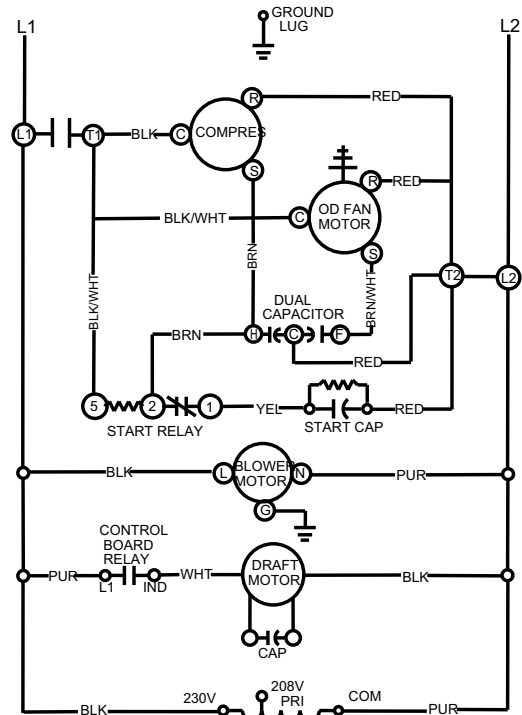 GROUND
LUG
L1
L2
R
RED
L1
T1
BLK
C
COMPRES
S
R
RED
BLK/WHT
C
OD FAN
MOTOR
S
BRN
BLK/WHT
BRN/WHT
T2
L2
DUAL
CAPACITOR
BRN
H
C
F
RED
5
2
1
YEL
RED
START RELAY
START CAP
BLK
L
BLOWER
MOTOR
N
PUR
G
CONTROL
BOARD
RELAY
PUR
L1
IND
WHT
DRAFT
MOTOR
BLK
CAP
BLK
230V
208V
PRI
COM
PUR